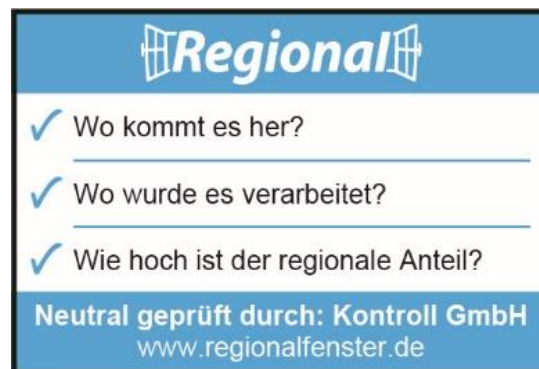 Regional
Wo kommt es her?
Wo wurde es verarbeitet?
Wie hoch ist der regionale Anteil?
Neutral geprüft durch: Kontroll GmbH
www.regionalfenster.de